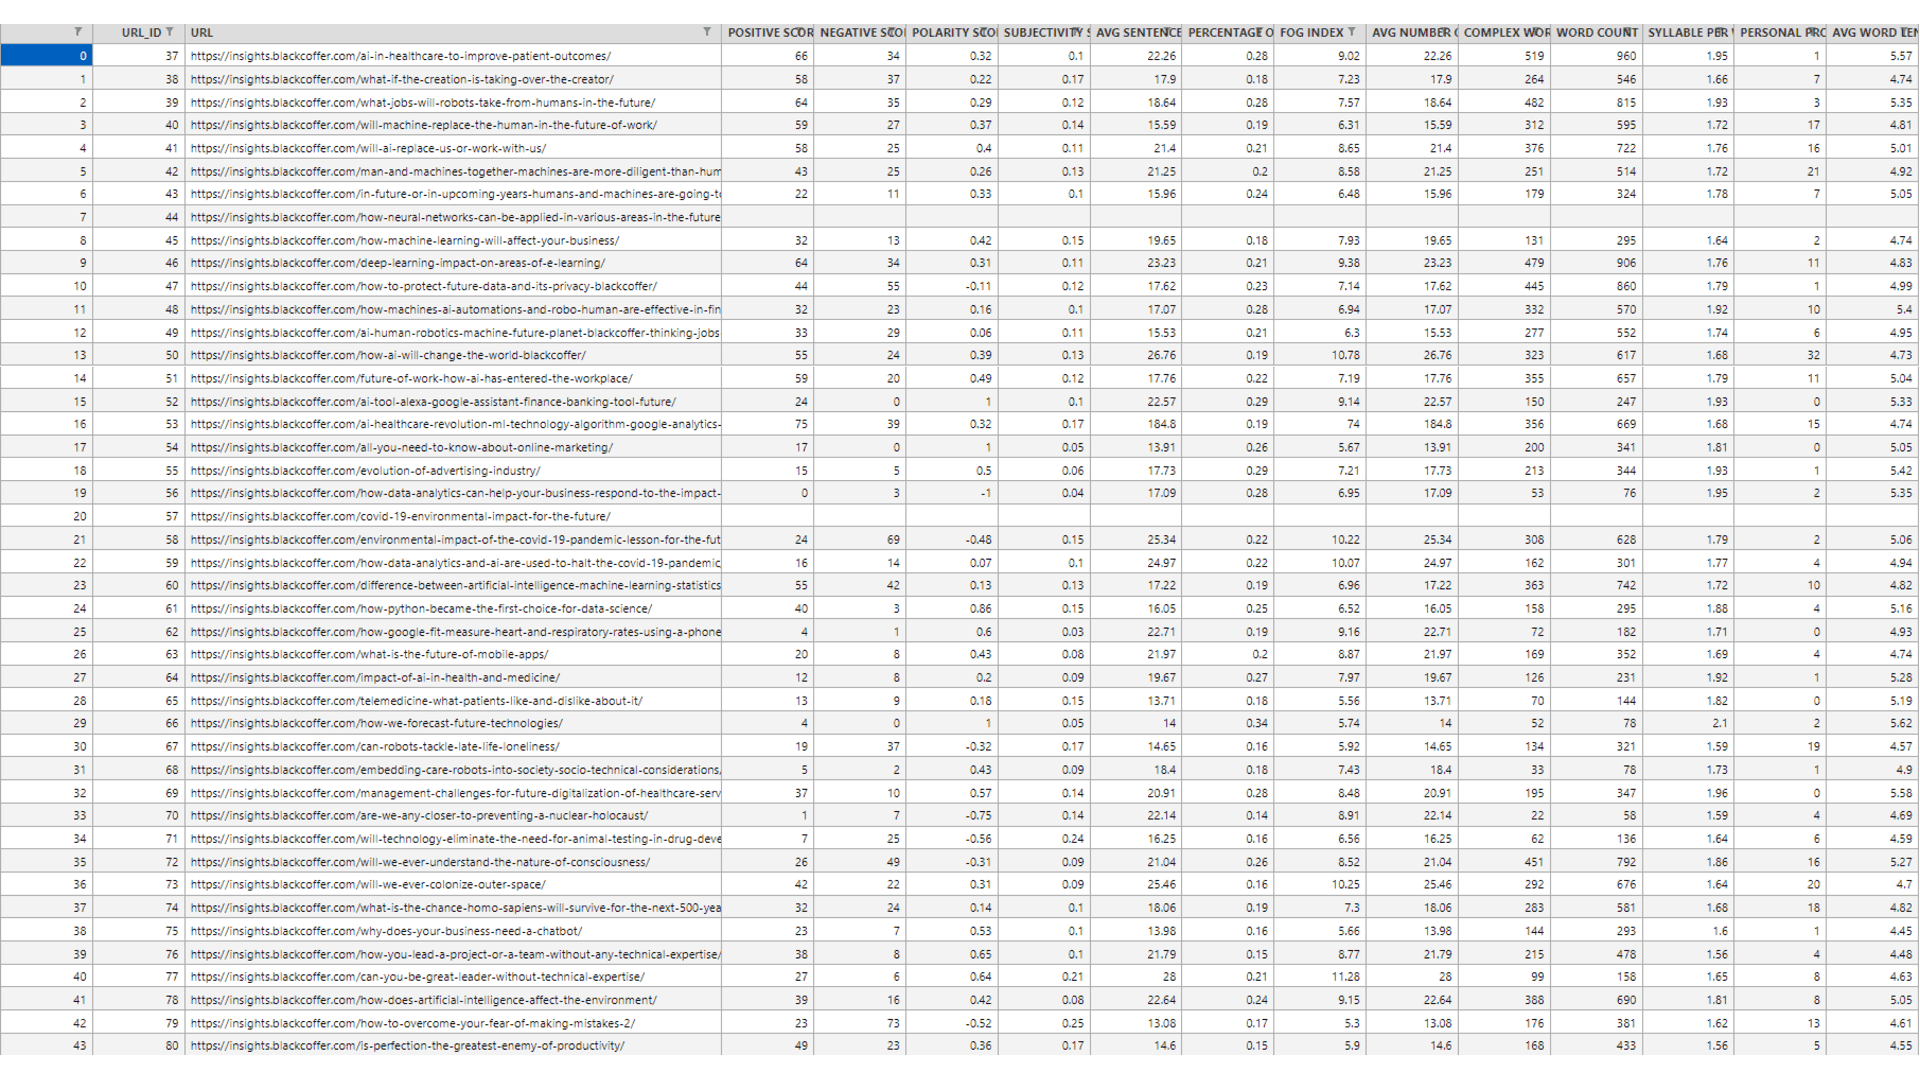 URL_ID URL POSITIVE SCOR NEGATIVE SCO POLARITY SCO SUBJECTIVITY S AVG SENTENCE PERCENTAGE O FOG INDEX AVG NUMBER O COMPLEX WOR WORD COUNT SYLLABLE PER W PERSONAL PRO AVG WORD LEN
0 37 https://insights.blackcoffer.com/ai-in-healthcare-to-improve-patient-outcomes/ 66 34 0.32 0.1 22.26 0.28 9.02 22.26 519 960 1.95 1 5.57
1 38 https://insights.blackcoffer.com/what-if-the-creation-is-taking-over-the-creator/ 58 37 0.22 0.17 17.9 0.18 7.23 17.9 264 546 1.66 7 4.74
2 39 https://insights.blackcoffer.com/what-jobs-will-robots-take-from-humans-in-the-future/ 64 35 0.29 0.12 18.64 0.28 7.57 18.64 482 815 1.93 3 5.35
3 40 https://insights.blackcoffer.com/will-machine-replace-the-human-in-the-future-of-work/ 59 27 0.37 0.14 15.59 0.19 6.31 15.59 312 595 1.72 17 4.81
4 41 https://insights.blackcoffer.com/will-ai-replace-us-or-work-with-us/ 58 25 0.4 0.11 21.4 0.21 8.65 21.4 376 722 1.76 16 5.01
5 42 https://insights.blackcoffer.com/man-and-machines-together-machines-are-more-diligent-than-hum 43 25 0.26 0.13 21.25 0.2 8.58 21.25 251 514 1.72 21 4.92
6 43 https://insights.blackcoffer.com/in-future-or-in-upcoming-years-humans-and-machines-are-going-to 22 11 0.33 0.1 15.96 0.24 6.48 15.96 179 324 1.78 7 5.05
7 44 https://insights.blackcoffer.com/how-neural-networks-can-be-applied-in-various-areas-in-the-future
8 45 https://insights.blackcoffer.com/how-machine-learning-will-affect-your-business/ 32 13 0.42 0.15 19.65 0.18 7.93 19.65 131 295 1.64 2 4.74
9 46 https://insights.blackcoffer.com/deep-learning-impact-on-areas-of-e-learning/ 64 34 0.31 0.11 23.23 0.21 9.38 23.23 479 906 1.76 11 4.83
10 47 https://insights.blackcoffer.com/how-to-protect-future-data-and-its-privacy-blackcoffer/ 44 55 -0.11 0.12 17.62 0.23 7.14 17.62 445 860 1.79 1 4.99
11 48 https://insights.blackcoffer.com/how-machines-ai-automations-and-robo-human-are-effective-in-fin 32 23 0.16 0.1 17.07 0.28 6.94 17.07 332 570 1.92 10 5.4
12 49 https://insights.blackcoffer.com/ai-human-robotics-machine-future-planet-blackcoffer-thinking-jobs 33 29 0.06 0.11 15.53 0.21 6.3 15.53 277 552 1.74 6 4.95
13 50 https://insights.blackcoffer.com/how-ai-will-change-the-world-blackcoffer/ 55 24 0.39 0.13 26.76 0.19 10.78 26.76 323 617 1.68 32 4.73
14 51 https://insights.blackcoffer.com/future-of-work-how-ai-has-entered-the-workplace/ 59 20 0.49 0.12 17.76 0.22 7.19 17.76 355 657 1.79 11 5.04
15 52 https://insights.blackcoffer.com/ai-tool-alexa-google-assistant-finance-banking-tool-future/ 24 0 1 0.1 22.57 0.29 9.14 22.57 150 247 1.93 0 5.33
16 53 https://insights.blackcoffer.com/ai-healthcare-revolution-ml-technology-algorithm-google-analytics- 75 39 0.32 0.17 184.8 0.19 74 184.8 356 669 1.68 15 4.74
17 54 https://insights.blackcoffer.com/all-you-need-to-know-about-online-marketing/ 17 0 1 0.05 13.91 0.26 5.67 13.91 200 341 1.81 0 5.05
18 55 https://insights.blackcoffer.com/evolution-of-advertising-industry/ 15 5 0.5 0.06 17.73 0.29 7.21 17.73 213 344 1.93 1 5.42
19 56 https://insights.blackcoffer.com/how-data-analytics-can-help-your-business-respond-to-the-impact- 0 3 -1 0.04 17.09 0.28 6.95 17.09 53 76 1.95 2 5.35
20 57 https://insights.blackcoffer.com/covid-19-environmental-impact-for-the-future/
21 58 https://insights.blackcoffer.com/environmental-impact-of-the-covid-19-pandemic-lesson-for-the-fut 24 69 -0.48 0.15 25.34 0.22 10.22 25.34 308 628 1.79 2 5.06
22 59 https://insights.blackcoffer.com/how-data-analytics-and-ai-are-used-to-halt-the-covid-19-pandemic 16 14 0.07 0.1 24.97 0.22 10.07 24.97 162 301 1.77 4 4.94
23 60 https://insights.blackcoffer.com/difference-between-artificial-intelligence-machine-learning-statistics 55 42 0.13 0.13 17.22 0.19 6.96 17.22 363 742 1.72 10 4.82
24 61 https://insights.blackcoffer.com/how-python-became-the-first-choice-for-data-science/ 40 3 0.86 0.15 16.05 0.25 6.52 16.05 158 295 1.88 4 5.16
25 62 https://insights.blackcoffer.com/how-google-fit-measure-heart-and-respiratory-rates-using-a-phone 4 1 0.6 0.03 22.71 0.19 9.16 22.71 72 182 1.71 0 4.93
26 63 https://insights.blackcoffer.com/what-is-the-future-of-mobile-apps/ 20 8 0.43 0.08 21.97 0.2 8.87 21.97 169 352 1.69 4 4.74
27 64 https://insights.blackcoffer.com/impact-of-ai-in-health-and-medicine/ 12 8 0.2 0.09 19.67 0.27 7.97 19.67 126 231 1.92 1 5.28
28 65 https://insights.blackcoffer.com/telemedicine-what-patients-like-and-dislike-about-it/ 13 9 0.18 0.15 13.71 0.18 5.56 13.71 70 144 1.82 0 5.19
29 66 https://insights.blackcoffer.com/how-we-forecast-future-technologies/ 4 0 1 0.05 14 0.34 5.74 14 52 78 2.1 2 5.62
30 67 https://insights.blackcoffer.com/can-robots-tackle-late-life-loneliness/ 19 37 -0.32 0.17 14.65 0.16 5.92 14.65 134 321 1.59 19 4.57
31 68 https://insights.blackcoffer.com/embedding-care-robots-into-society-socio-technical-considerations/ 5 2 0.43 0.09 18.4 0.18 7.43 18.4 33 78 1.73 1 4.9
32 69 https://insights.blackcoffer.com/management-challenges-for-future-digitalization-of-healthcare-serv 37 10 0.57 0.14 20.91 0.28 8.48 20.91 195 347 1.96 0 5.58
33 70 https://insights.blackcoffer.com/are-we-any-closer-to-preventing-a-nuclear-holocaust/ 1 7 -0.75 0.14 22.14 0.14 8.91 22.14 22 58 1.59 4 4.69
34 71 https://insights.blackcoffer.com/will-technology-eliminate-the-need-for-animal-testing-in-drug-deve 7 25 -0.56 0.24 16.25 0.16 6.56 16.25 62 136 1.64 6 4.59
35 72 https://insights.blackcoffer.com/will-we-ever-understand-the-nature-of-consciousness/ 26 49 -0.31 0.09 21.04 0.26 8.52 21.04 451 792 1.86 16 5.27
36 73 https://insights.blackcoffer.com/will-we-ever-colonize-outer-space/ 42 22 0.31 0.09 25.46 0.16 10.25 25.46 292 676 1.64 20 4.7
37 74 https://insights.blackcoffer.com/what-is-the-chance-homo-sapiens-will-survive-for-the-next-500-yea 32 24 0.14 0.1 18.06 0.19 7.3 18.06 283 581 1.68 18 4.82
38 75 https://insights.blackcoffer.com/why-does-your-business-need-a-chatbot/ 23 7 0.53 0.1 13.98 0.16 5.66 13.98 144 293 1.6 1 4.45
39 76 https://insights.blackcoffer.com/how-you-lead-a-project-or-a-team-without-any-technical-expertise/ 38 8 0.65 0.1 21.79 0.15 8.77 21.79 215 478 1.56 4 4.48
40 77 https://insights.blackcoffer.com/can-you-be-great-leader-without-technical-expertise/ 27 6 0.64 0.21 28 0.21 11.28 28 99 158 1.65 8 4.63
41 78 https://insights.blackcoffer.com/how-does-artificial-intelligence-affect-the-environment/ 39 16 0.42 0.08 22.64 0.24 9.15 22.64 388 690 1.81 8 5.05
42 79 https://insights.blackcoffer.com/how-to-overcome-your-fear-of-making-mistakes-2/ 23 73 -0.52 0.25 13.08 0.17 5.3 13.08 176 381 1.62 13 4.61
43 80 https://insights.blackcoffer.com/is-perfection-the-greatest-enemy-of-productivity/ 49 23 0.36 0.17 14.6 0.15 5.9 14.6 168 433 1.56 5 4.55